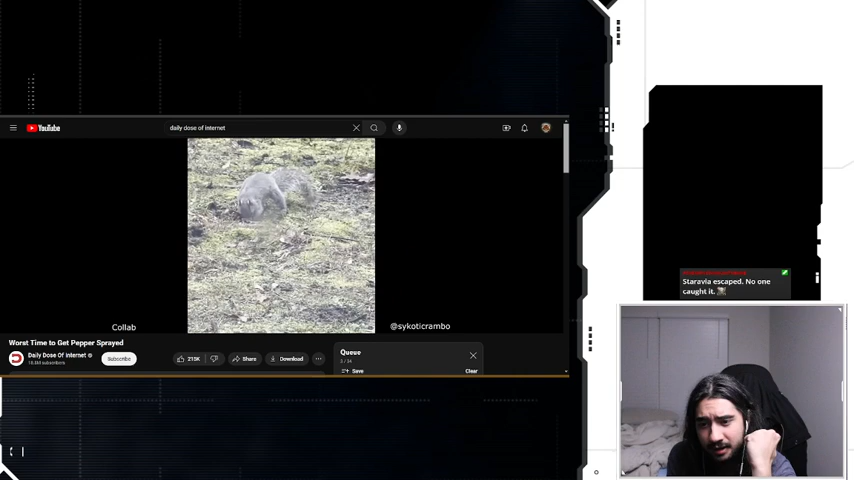 YouTube
daily dose of internet
Collab
@sykoticrambo
Worst Time to Get Pepper Sprayed
Daily Dose Of Internet
Subscribe
215K
Share
Download
Queue
Save
Clear
Staravia escaped. No one
caught it.